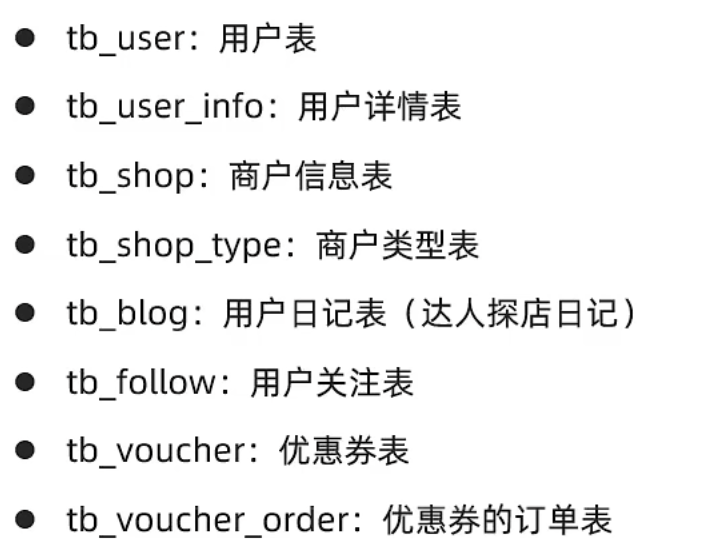 ● tb_user：用户表
● tb_user_info：用户详情表
● tb_shop：商户信息表
● tb_shop_type：商户类型表
● tb_blog：用户日记表（达人探店日记）
● tb_follow：用户关注表
● tb_voucher：优惠券表
● tb_voucher_order：优惠券的订单表